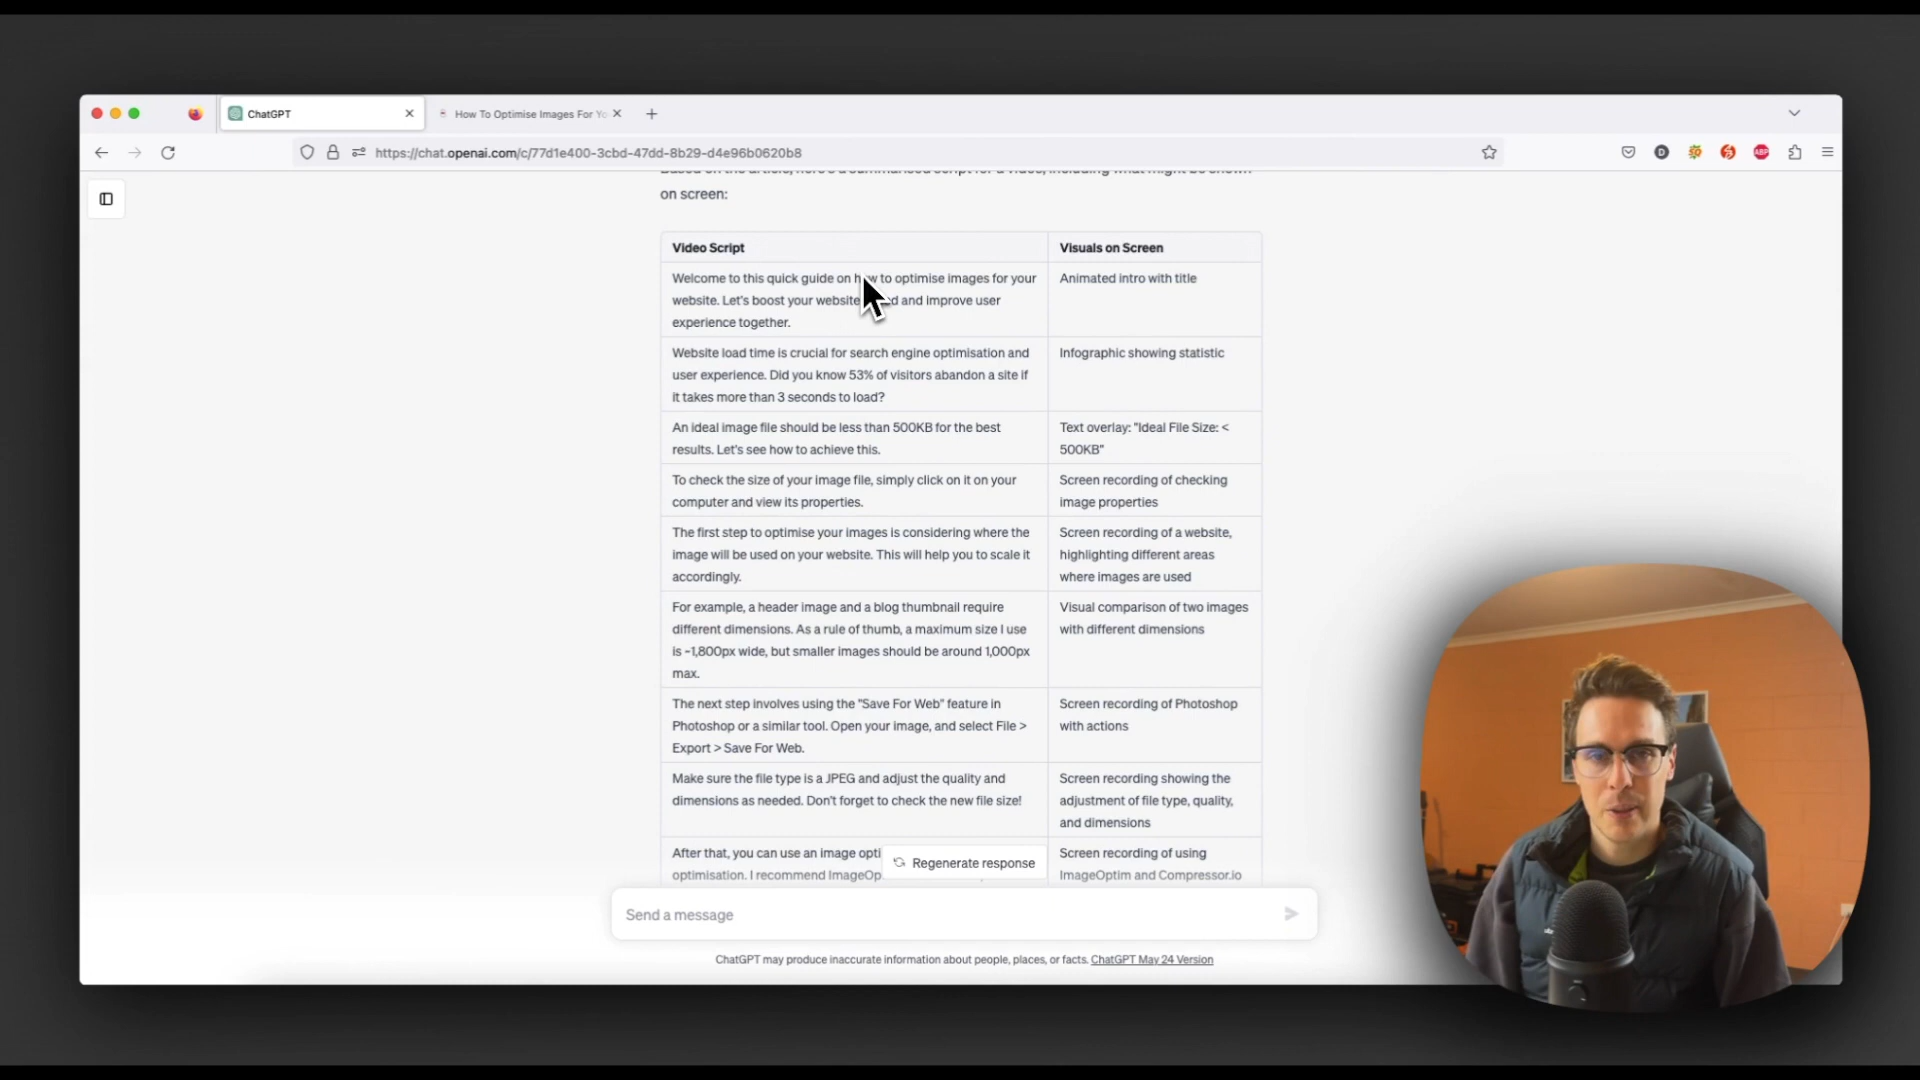 ChatGPT
How To Optimise Images For Yo
https://chat.openai.com/c/77d1e400-3cbd-47dd-8b29-d4e96b0620b8
Based on the article, here's a summarised script for a video, including what might be shown
on screen:
Video Script
Visuals on Screen
Welcome to this quick guide on how to optimise images for your
website. Let's boost your website and improve user
experience together.
Animated intro with title
Website load time is crucial for search engine optimisation and
user experience. Did you know 53% of visitors abandon a site if
it takes more than 3 seconds to load?
Infographic showing statistic
An ideal image file should be less than 500KB for the best
results. Let's see how to achieve this.
Text overlay: "Ideal File Size: <
500KB"
To check the size of your image file, simply click on it on your
computer and view its properties.
Screen recording of checking
image properties
The first step to optimise your images is considering where the
image will be used on your website. This will help you to scale it
accordingly.
Screen recording of a website,
highlighting different areas
where images are used
For example, a header image and a blog thumbnail require
different dimensions. As a rule of thumb, a maximum size I use
is ~1,800px wide, but smaller images should be around 1,000px
max.
Visual comparison of two images
with different dimensions
The next step involves using the "Save For Web" feature in
Photoshop or a similar tool. Open your image, and select File >
Export > Save For Web.
Screen recording of Photoshop
with actions
Make sure the file type is a JPEG and adjust the quality and
dimensions as needed. Don't forget to check the new file size!
Screen recording showing the
adjustment of file type, quality,
and dimensions
After that, you can use an image opti
optimisation. I recommend ImageOp
Screen recording of using
ImageOptim and Compressor.io
Regenerate response
Send a message
ChatGPT may produce inaccurate information about people, places, or facts. ChatGPT May 24 Version
ABP